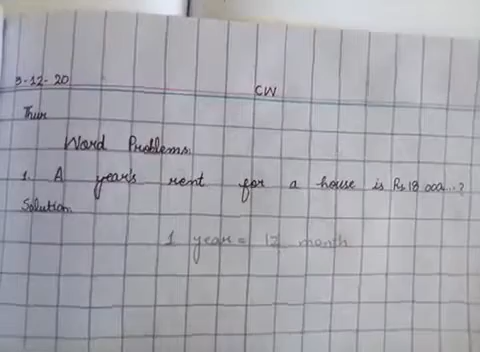 3-12-20
CW
Thur
Word Problems.
1. A year's rent for a house is Rs 18 000...?
Solution
1 year = 12 month